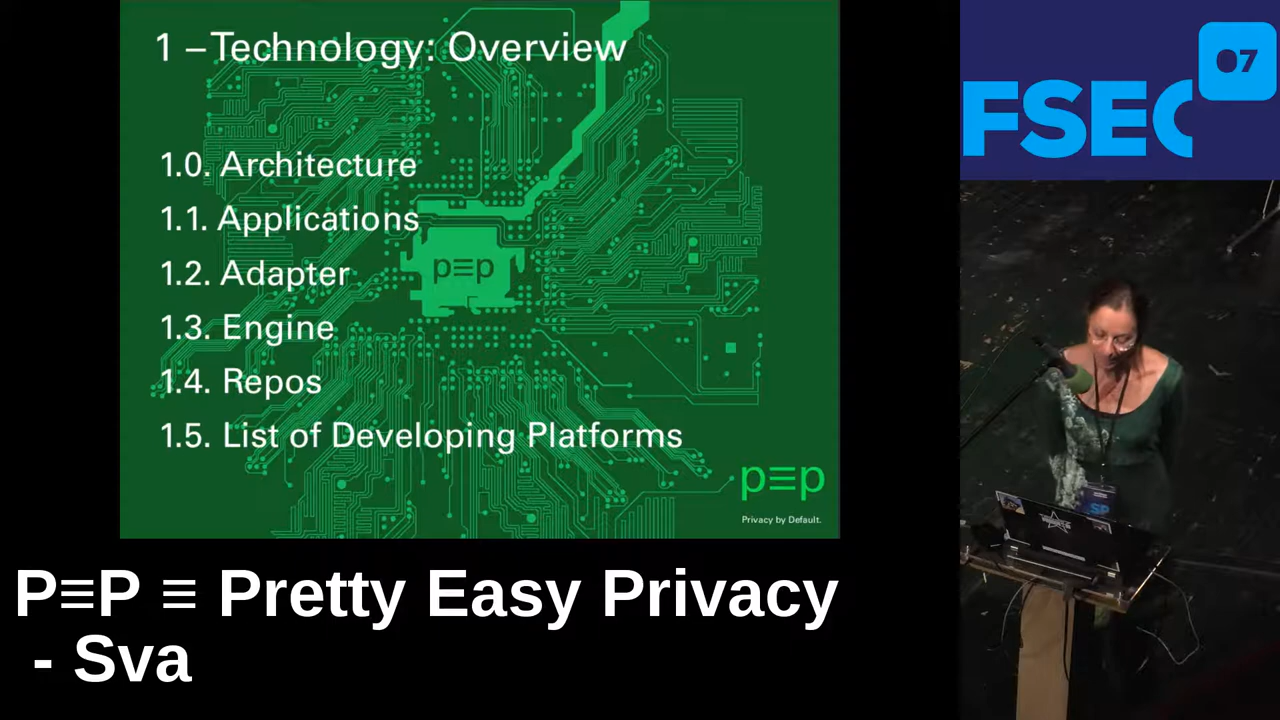 1 – Technology: Overview
1.0. Architecture
1.1. Applications
1.2. Adapter
p≡p
1.3. Engine
1.4. Repos
1.5. List of Developing Platforms
p≡p
Privacy by Default.
P≡P ≡ Pretty Easy Privacy
- Sva
FSEC
07
SP